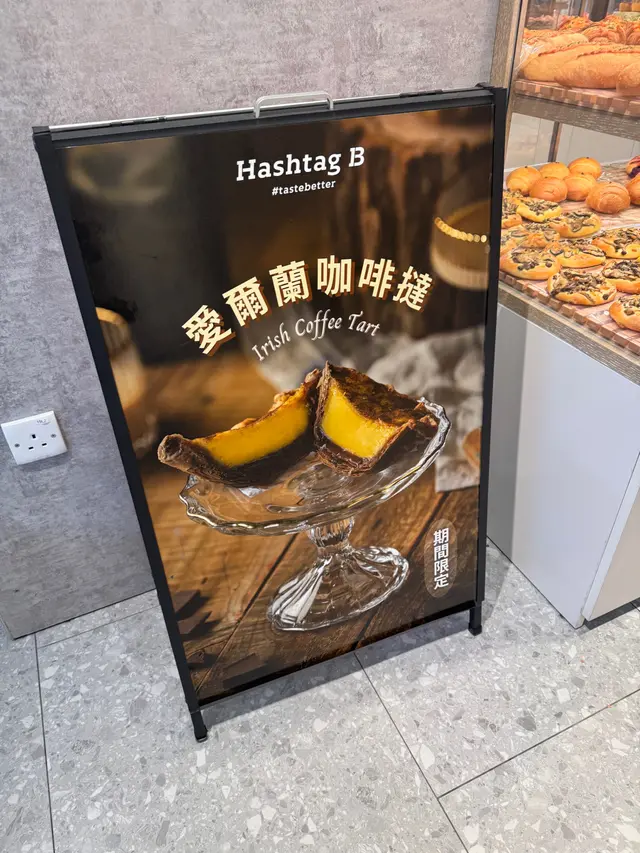 Hashtag B
#tastebetter
愛爾蘭咖啡撻
Irish Coffee Tart
期間限定